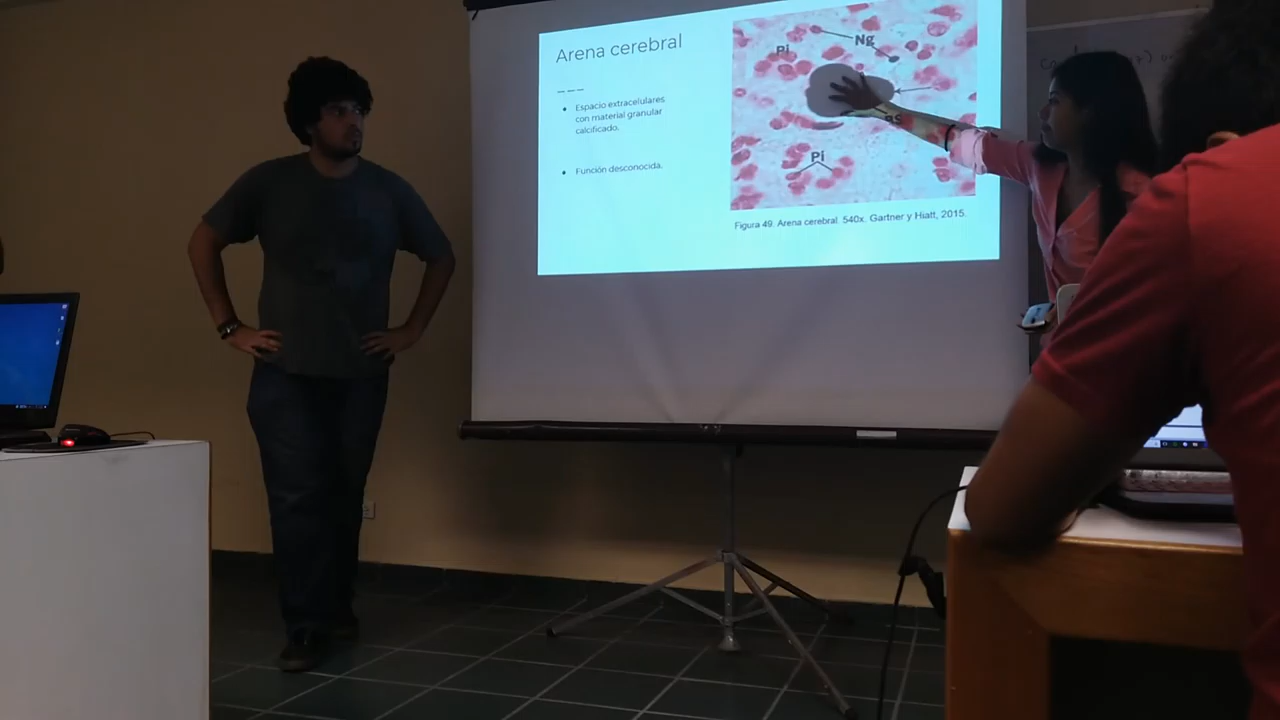 Arena cerebral
Espacio extracelulares
con material granular
calcificado.
Función desconocida.
Pi
Ng
BS
Pi
Figura 49. Arena cerebral. 540x. Gartner y Hiatt, 2015.